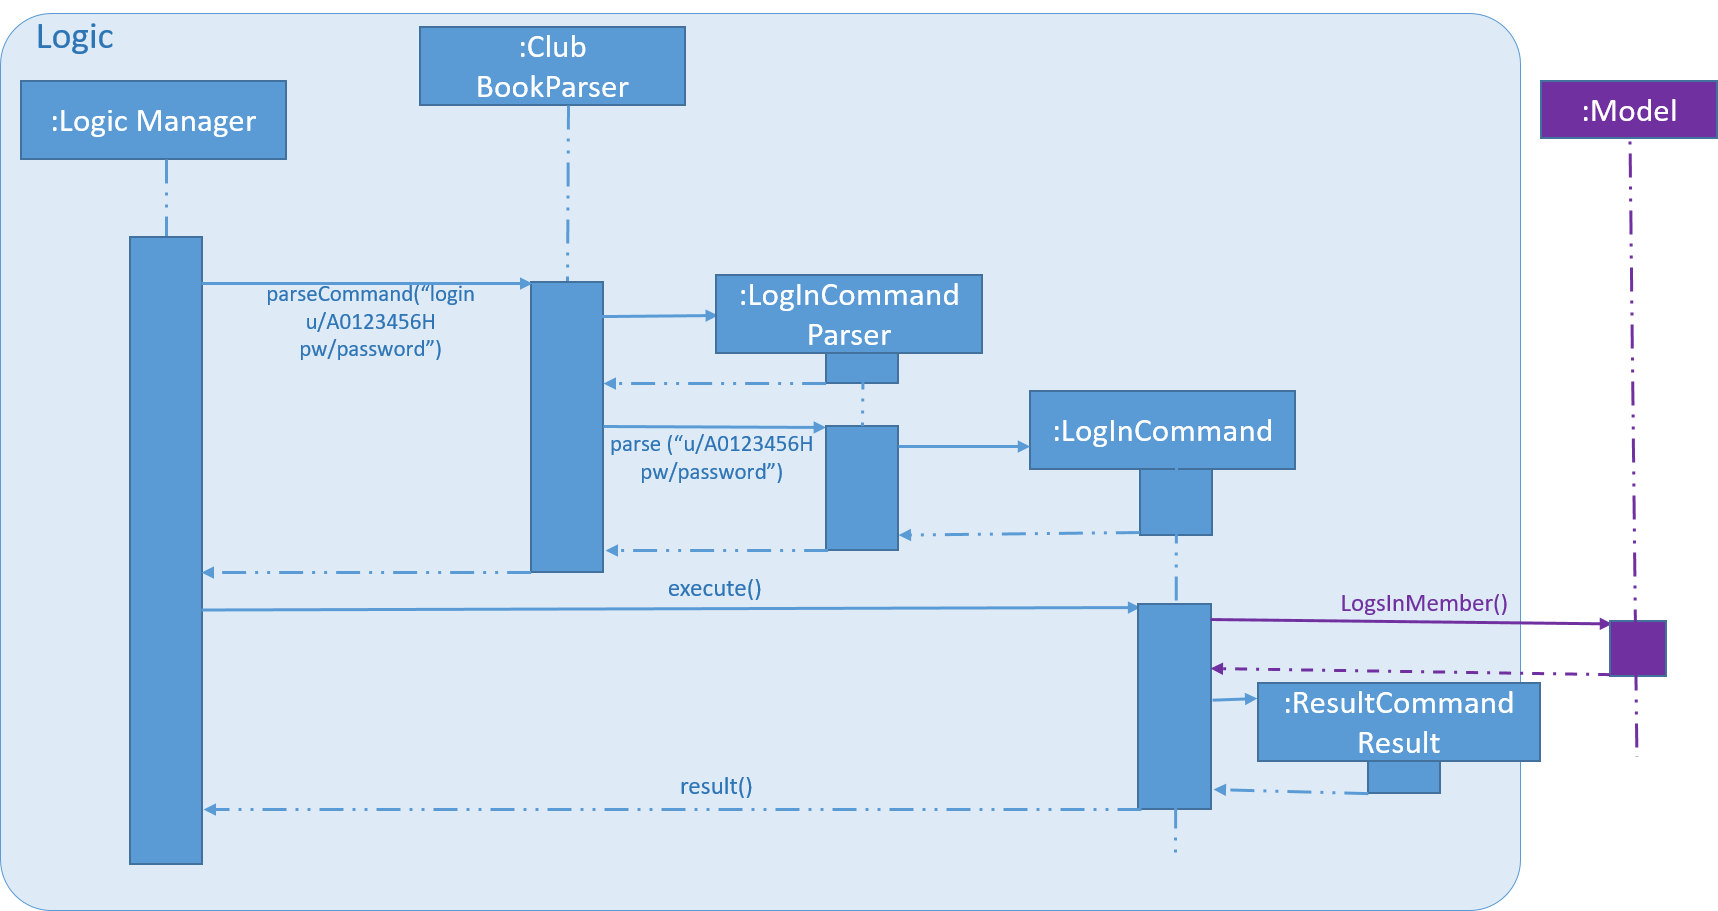 Logic
:Club
BookParser
:Logic Manager
:Model
parseCommand(“login
u/A0123456H
pw/password”)
:LogInCommand
Parser
parse (“u/A0123456H
pw/password”)
:LogInCommand
execute()
LogsInMember()
:ResultCommand
Result
result()